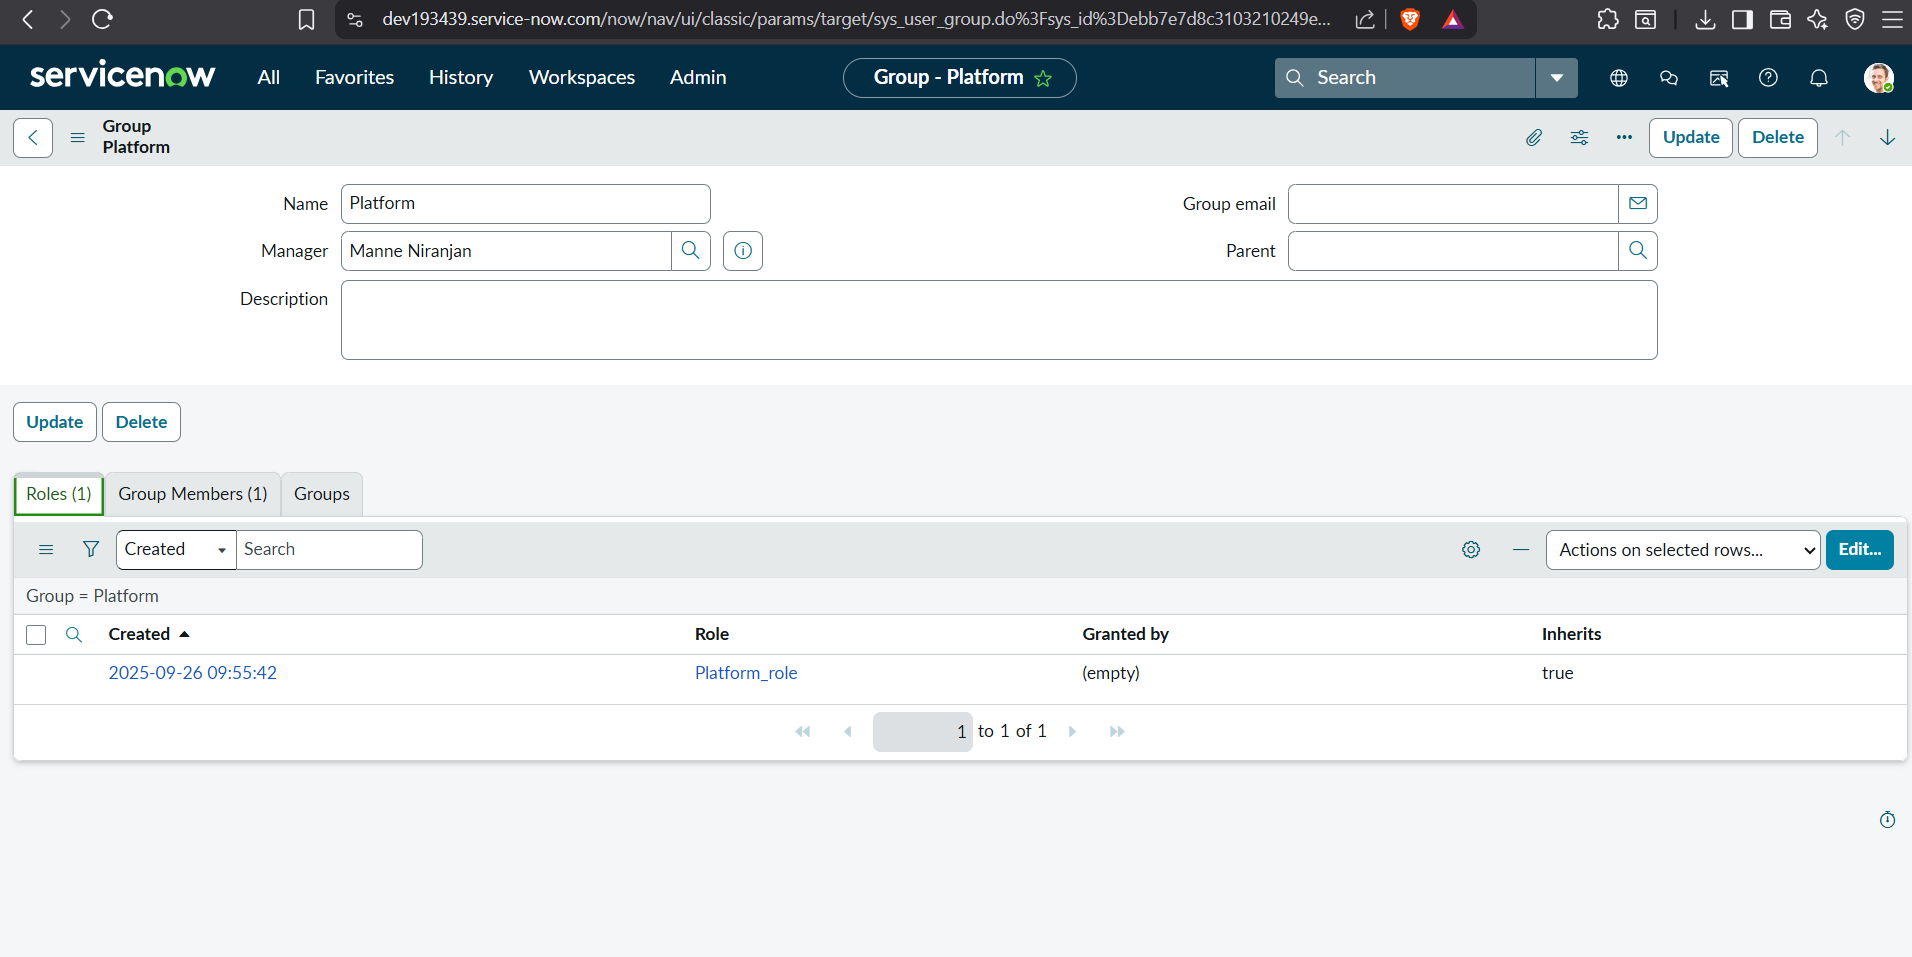 dev193439.service-now.com/now/nav/ui/classic/params/target/sys_user_group.do%3Fsys_id%3Debb7e7d8c3103210249e...
servicenow All Favorites History Workspaces Admin Group - Platform Search
Group
Platform
Update Delete
Name Platform Group email
Manager Manne Niranjan Parent
Description
Update Delete
Roles (1) Group Members (1) Groups
Created Search Actions on selected rows... Edit...
Group = Platform
Created Role Granted by Inherits
2025-09-26 09:55:42 Platform_role (empty) true
1 to 1 of 1